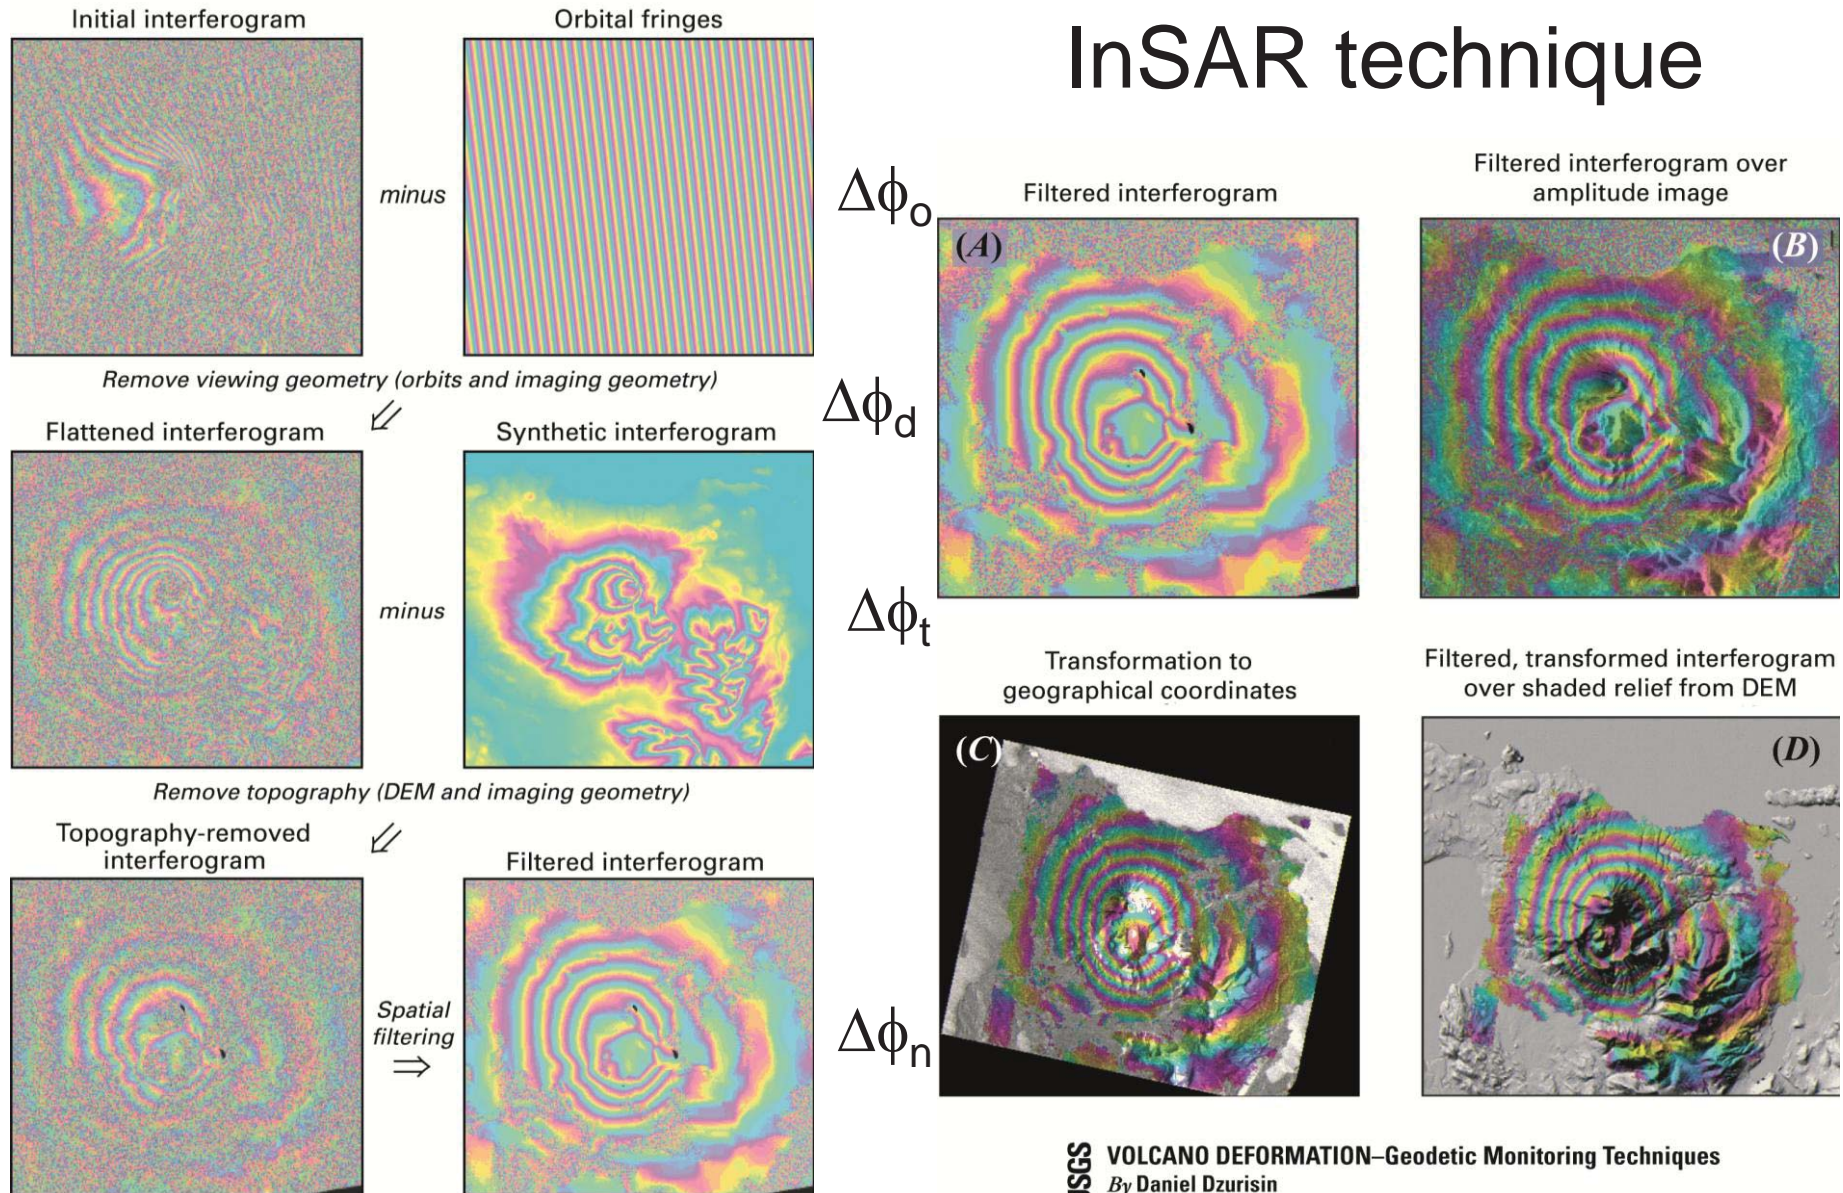 InSAR technique
Initial interferogram
Orbital fringes
minus
Δϕo
Remove viewing geometry (orbits and imaging geometry)
⇙
Δϕd
Flattened interferogram
Synthetic interferogram
minus
Δϕt
Remove topography (DEM and imaging geometry)
⇙
Topography-removed
interferogram
Filtered interferogram
Spatial
filtering
⇒
Δϕn
Filtered interferogram
(A)
Filtered interferogram over
amplitude image
(B)
Transformation to
geographical coordinates
(C)
Filtered, transformed interferogram
over shaded relief from DEM
(D)
USGS
VOLCANO DEFORMATION–Geodetic Monitoring Techniques
By Daniel Dzurisin